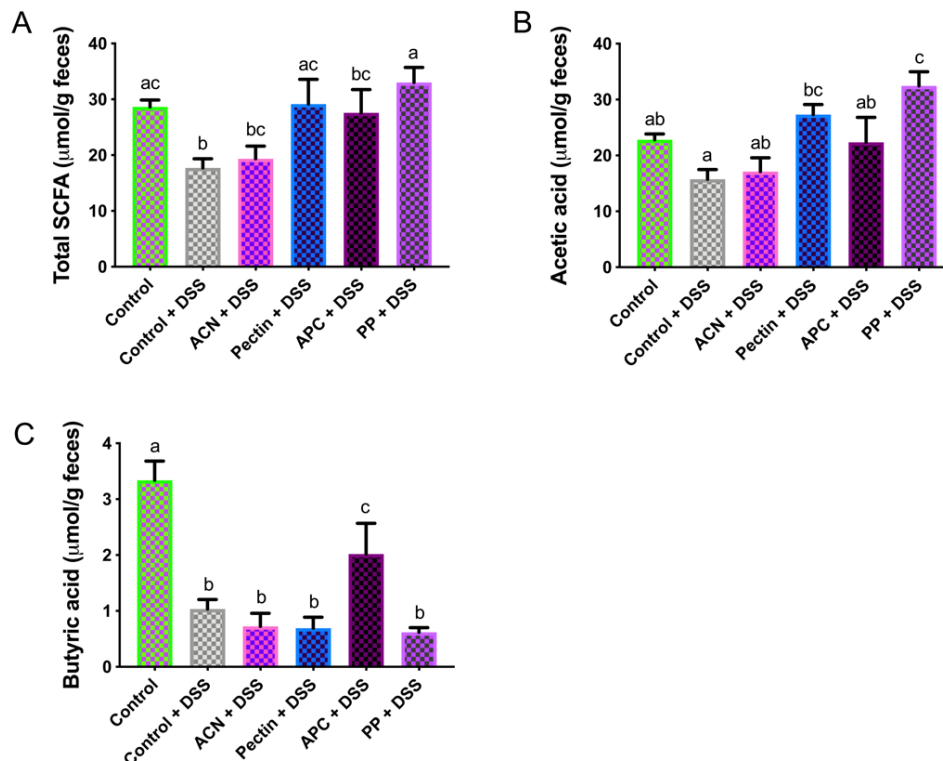 A
Total SCFA (μmol/g feces)
40
30
20
10
0
ac
b
bc
ac
bc
a
Control
Control + DSS
ACN + DSS
Pectin + DSS
APC + DSS
PP + DSS
B
Acetic acid (μmol/g feces)
40
30
20
10
0
ab
a
ab
bc
ab
c
Control
Control + DSS
ACN + DSS
Pectin + DSS
APC + DSS
PP + DSS
C
Butyric acid (μmol/g feces)
4
3
2
1
0
a
b
b
b
c
b
Control
Control + DSS
ACN + DSS
Pectin + DSS
APC + DSS
PP + DSS